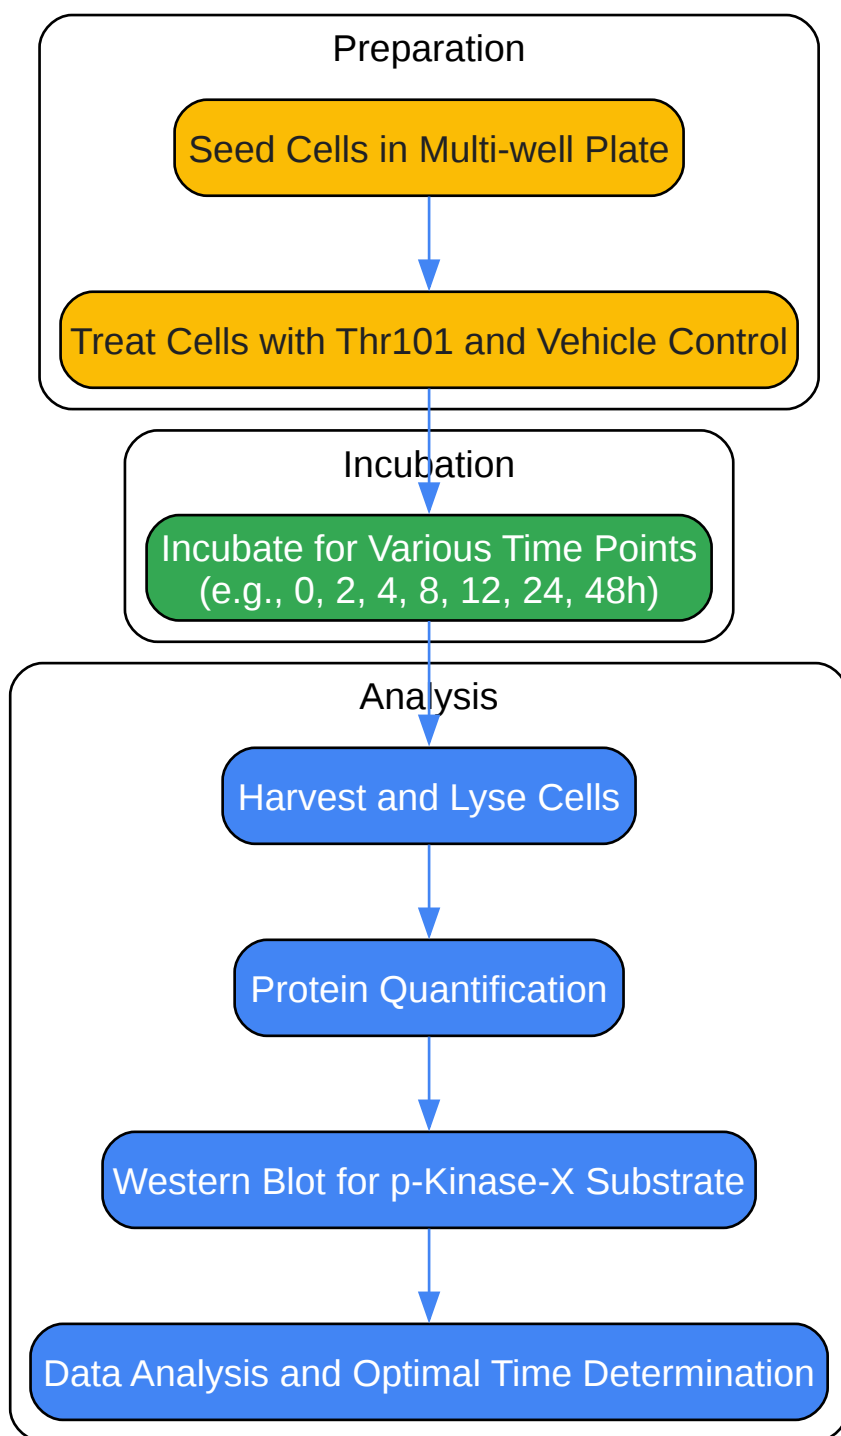 Preparation
Seed Cells in Multi-well Plate
Treat Cells with Thr101 and Vehicle Control
Incubation
Incubate for Various Time Points
(e.g., 0, 2, 4, 8, 12, 24, 48h)
Analysis
Harvest and Lyse Cells
Protein Quantification
Western Blot for p-Kinase-X Substrate
Data Analysis and Optimal Time Determination